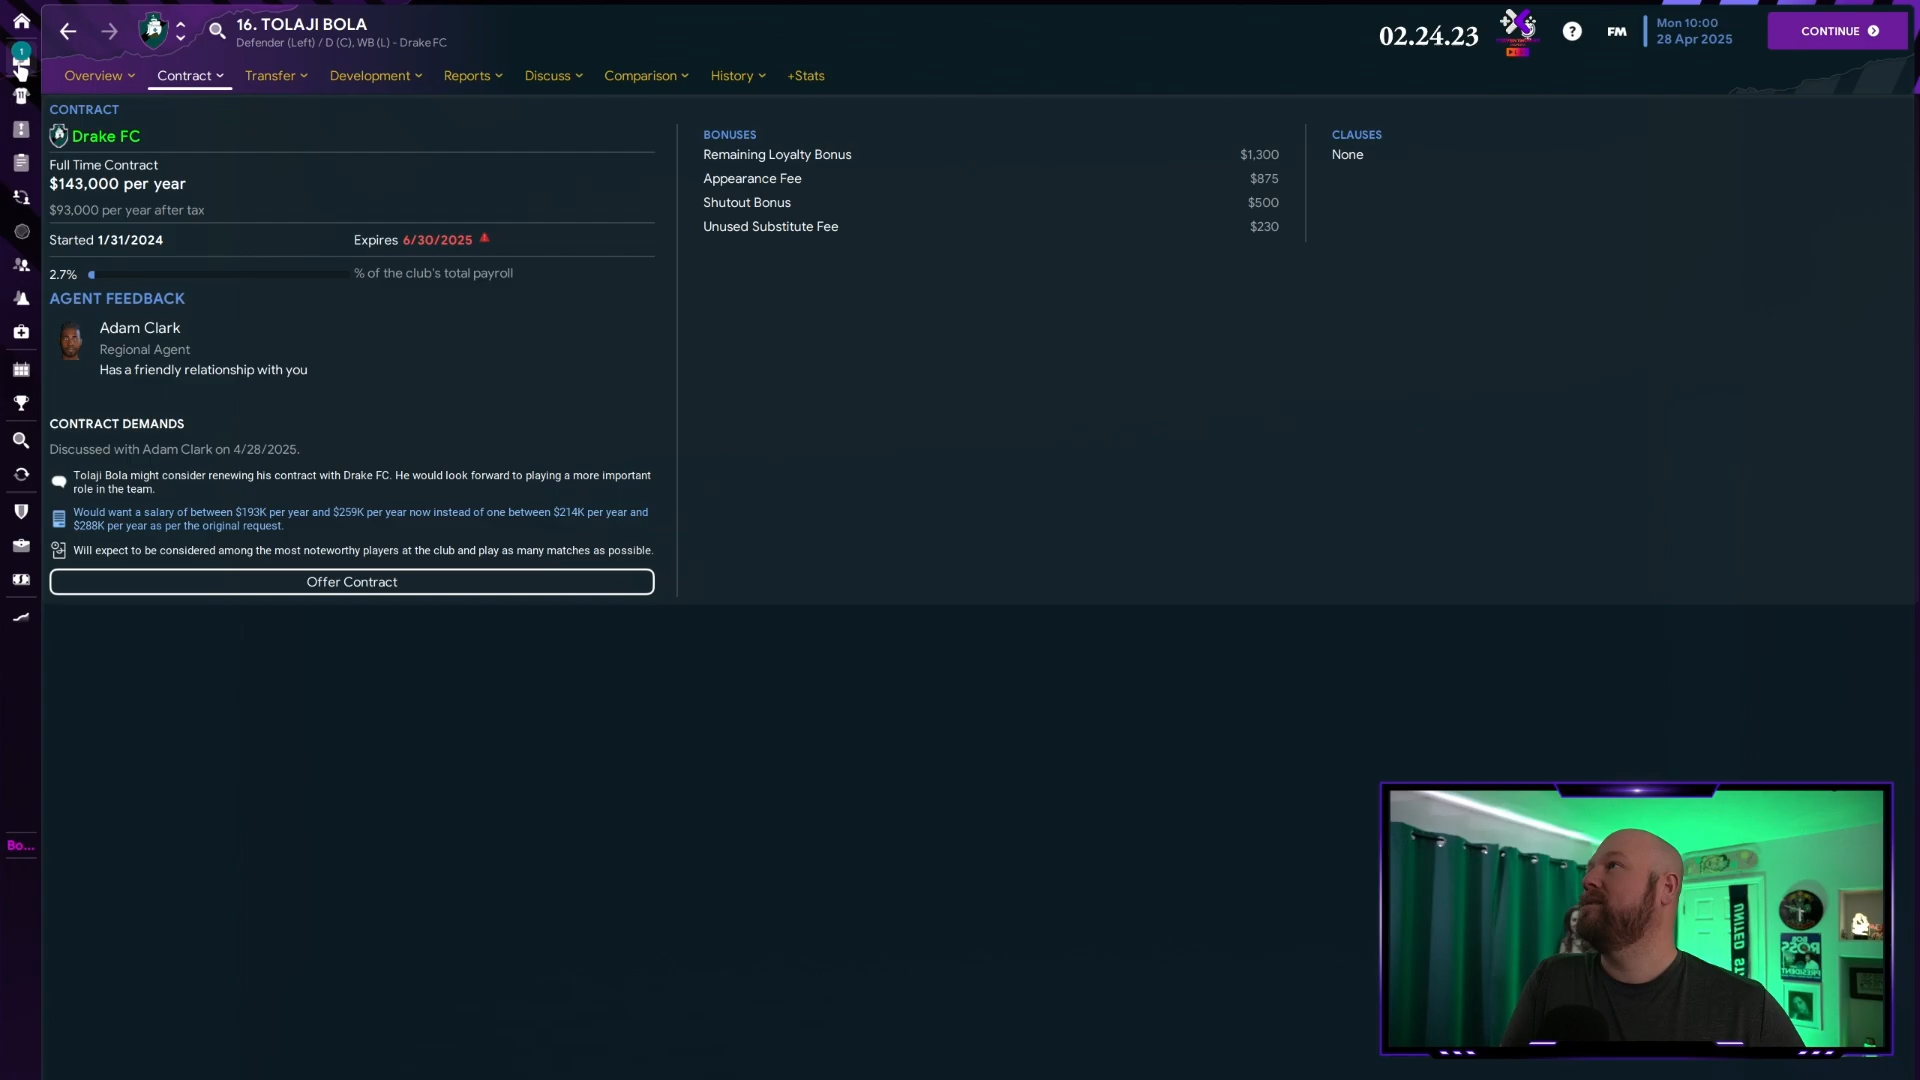 16. TOLAJI BOLA
Defender (Left) / D (C), WB (L) - Drake FC
02.24.23
FM
Mon 10:00
28 Apr 2025
CONTINUE
1
Overview
Contract
Transfer
Development
Reports
Discuss
Comparison
History
+Stats
11
CONTRACT
Drake FC
Full Time Contract
$143,000 per year
$93,000 per year after tax
Started 1/31/2024
Expires 6/30/2025
2.7%
% of the club's total payroll
AGENT FEEDBACK
Adam Clark
Regional Agent
Has a friendly relationship with you
CONTRACT DEMANDS
Discussed with Adam Clark on 4/28/2025.
Tolaji Bola might consider renewing his contract with Drake FC. He would look forward to playing a more important
role in the team.
Would want a salary of between $193K per year and $259K per year now instead of one between $214K per year and
$288K per year as per the original request.
Will expect to be considered among the most noteworthy players at the club and play as many matches as possible.
Offer Contract
BONUSES
Remaining Loyalty Bonus $1,300
Appearance Fee $875
Shutout Bonus $500
Unused Substitute Fee $230
CLAUSES
None
Bo...
UNITED ST
BOB
ROSS
PRESIDENT